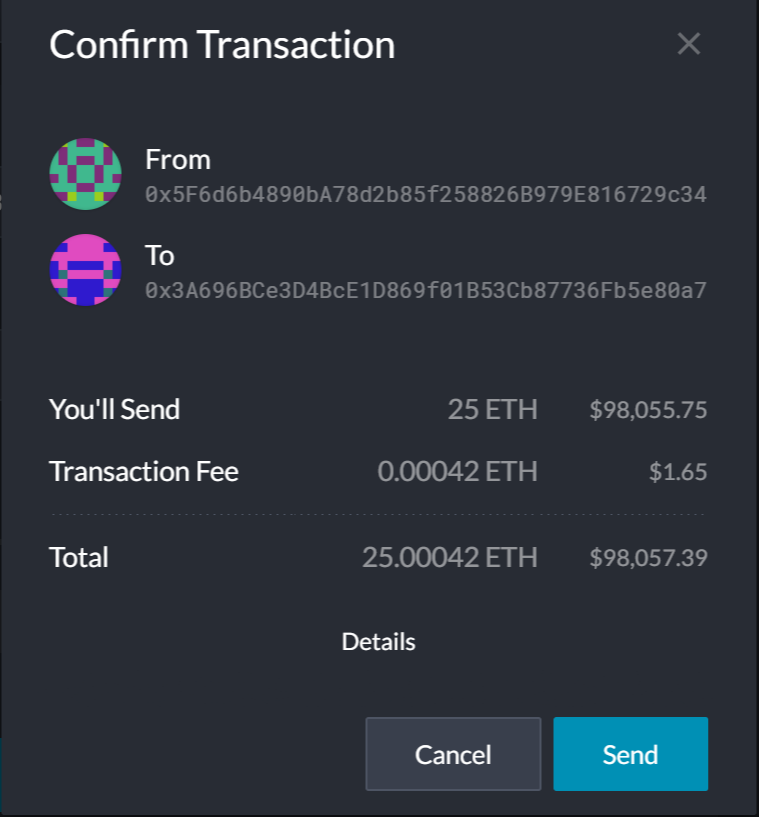 Confirm Transaction
From
0x5F6d6b4890bA78d2b85f258826B979E816729c34
To
0x3A696BCe3D4BcE1D869f01B53Cb87736Fb5e80a7
You'll Send 25 ETH $98,055.75
Transaction Fee 0.00042 ETH $1.65
Total 25.00042 ETH $98,057.39
Details
Cancel Send